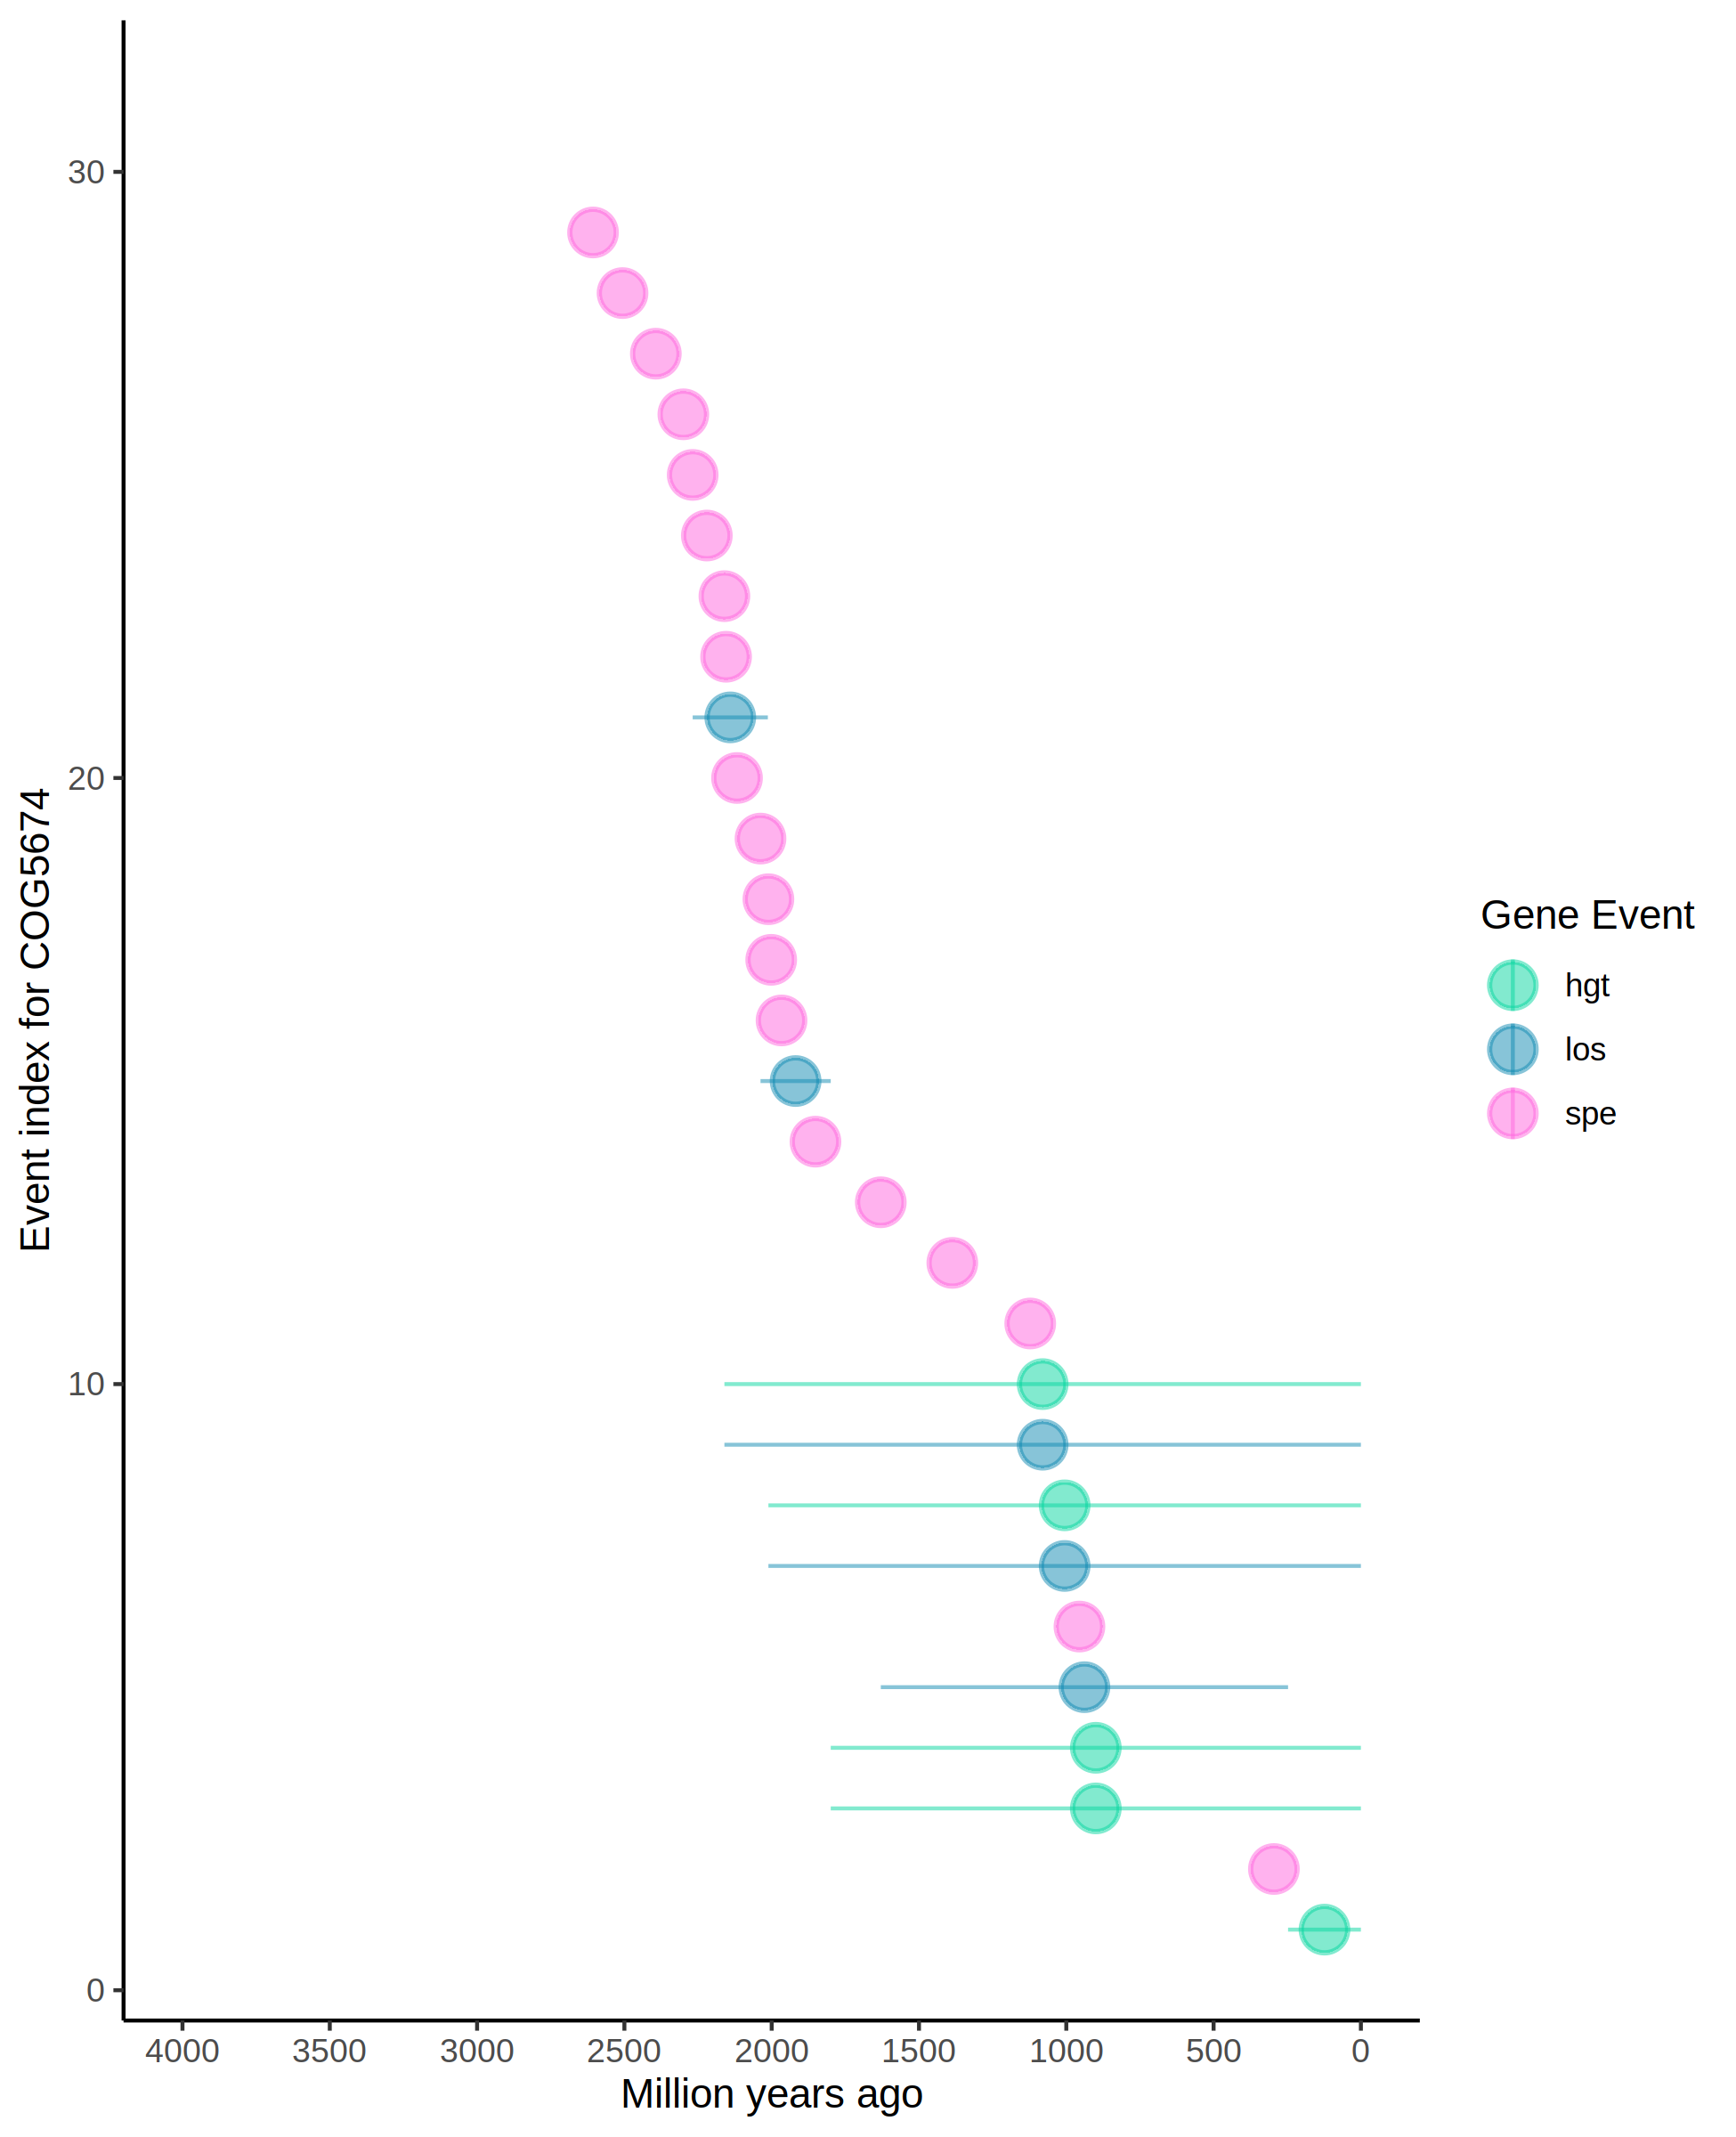 30
20
10
0
Event index for COG5674
4000 3500 3000 2500 2000 1500 1000 500 0
Million years ago
Gene Event
hgt
los
spe